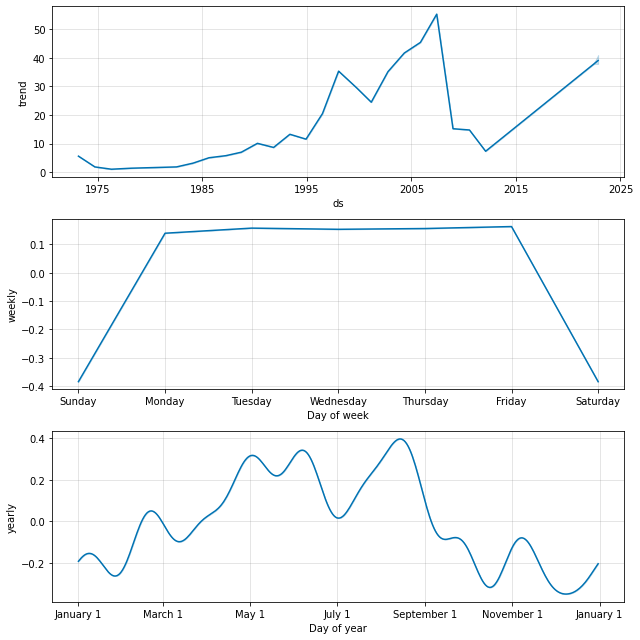 50
40
30
20
10
0
trend
1975 1985 1995 2005 2015 2025
ds
0.1
0.0
−0.1
−0.2
−0.3
−0.4
weekly
Sunday Monday Tuesday Wednesday Thursday Friday Saturday
Day of week
0.4
0.2
0.0
−0.2
yearly
January 1 March 1 May 1 July 1 September 1 November 1 January 1
Day of year